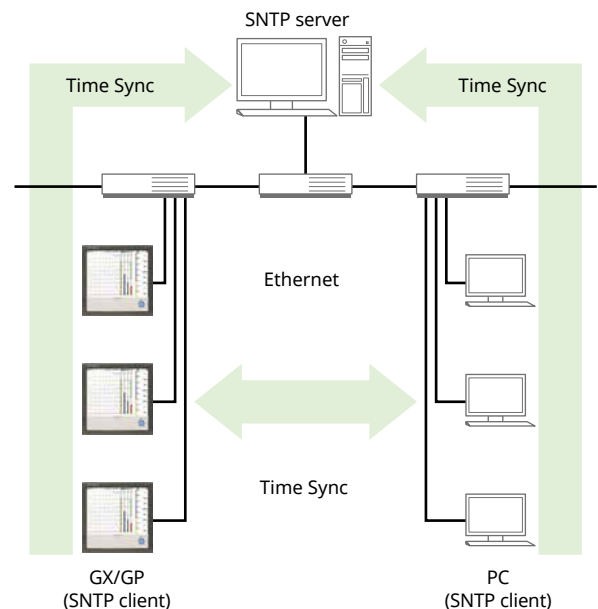 SNTP server
Time Sync
Time Sync
Ethernet
Time Sync
GX/GP
(SNTP client)
PC
(SNTP client)